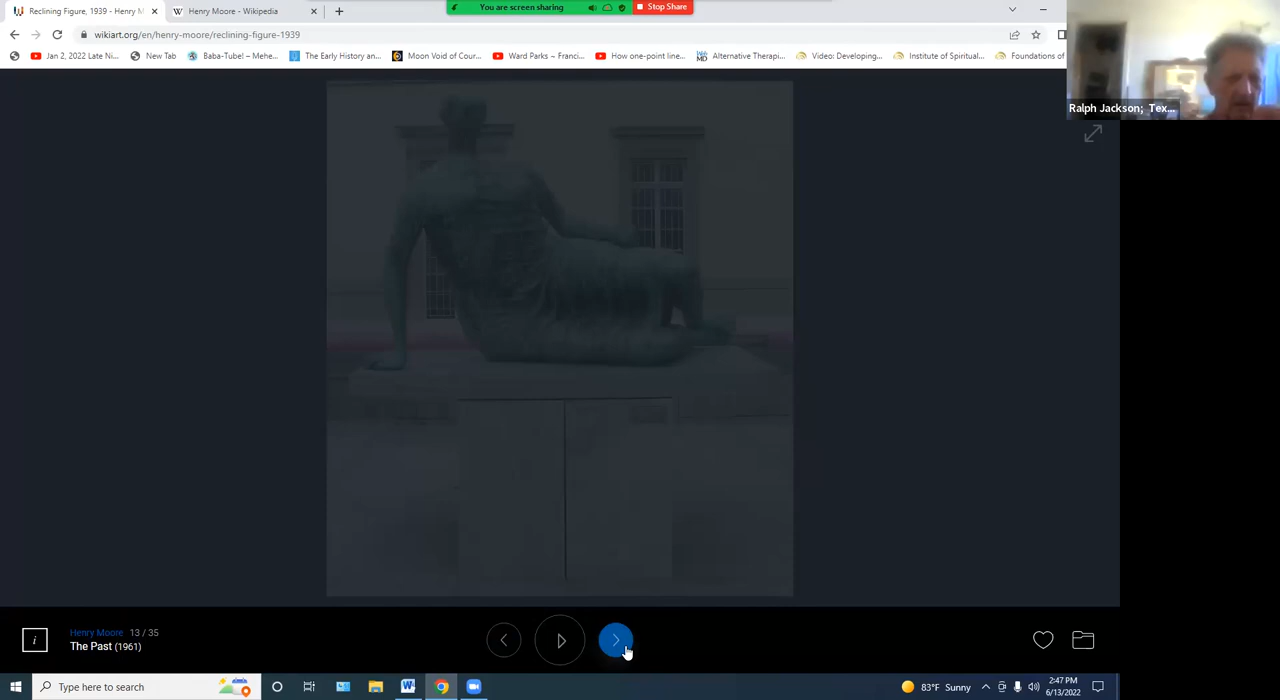 Reclining Figure, 1939 - Henry M
Henry Moore - Wikipedia
You are screen sharing
Stop Share
wikiart.org/en/henry-moore/reclining-figure-1939
Jan 2, 2022 Late Ni...
New Tab
Baba-Tube! – Mehe...
The Early History an...
Moon Void of Cour...
Ward Parks ~ Franci...
How one-point line...
Alternative Therapi...
Video: Developing...
Institute of Spiritual...
Foundations of
Ralph Jackson; Tex...
Henry Moore 13 / 35
The Past (1961)
Type here to search
83°F Sunny
2:47 PM
6/13/2022